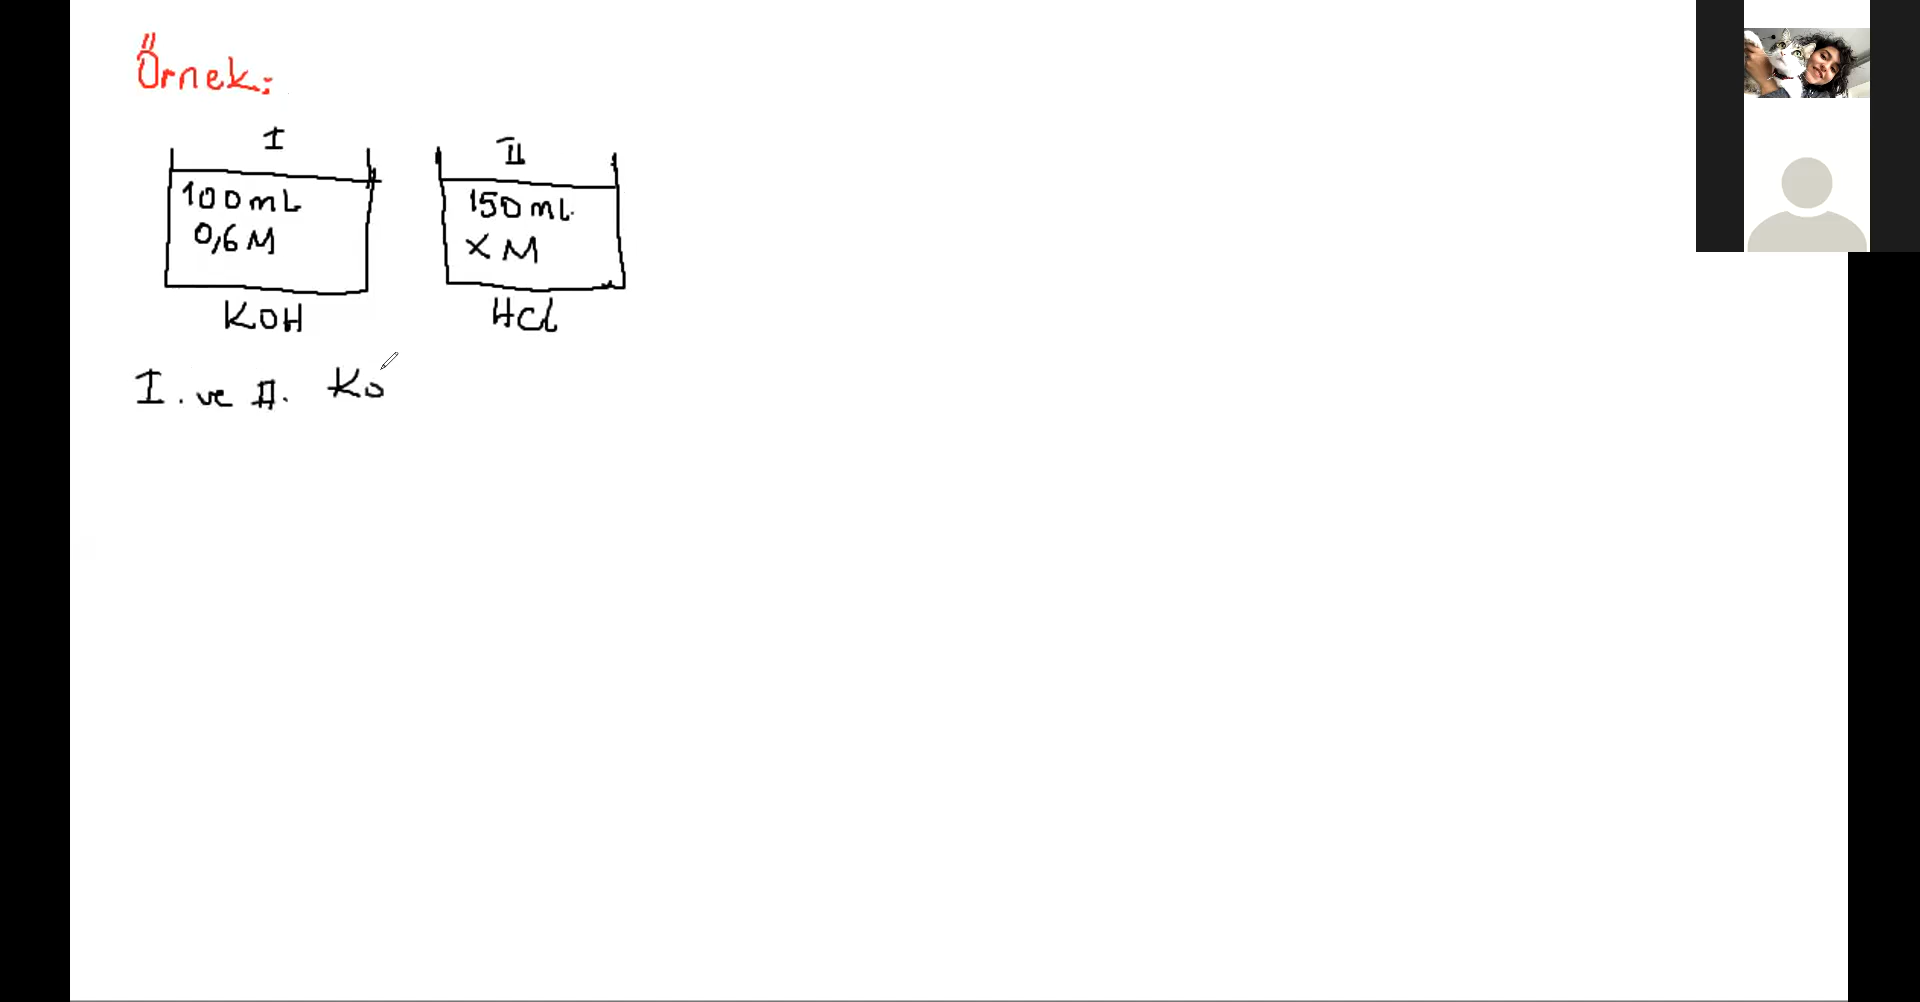 Örnek:
I
100 mL
0,6 M
KOH
II
150 mL
X M
HCl
I. ve II. Ko